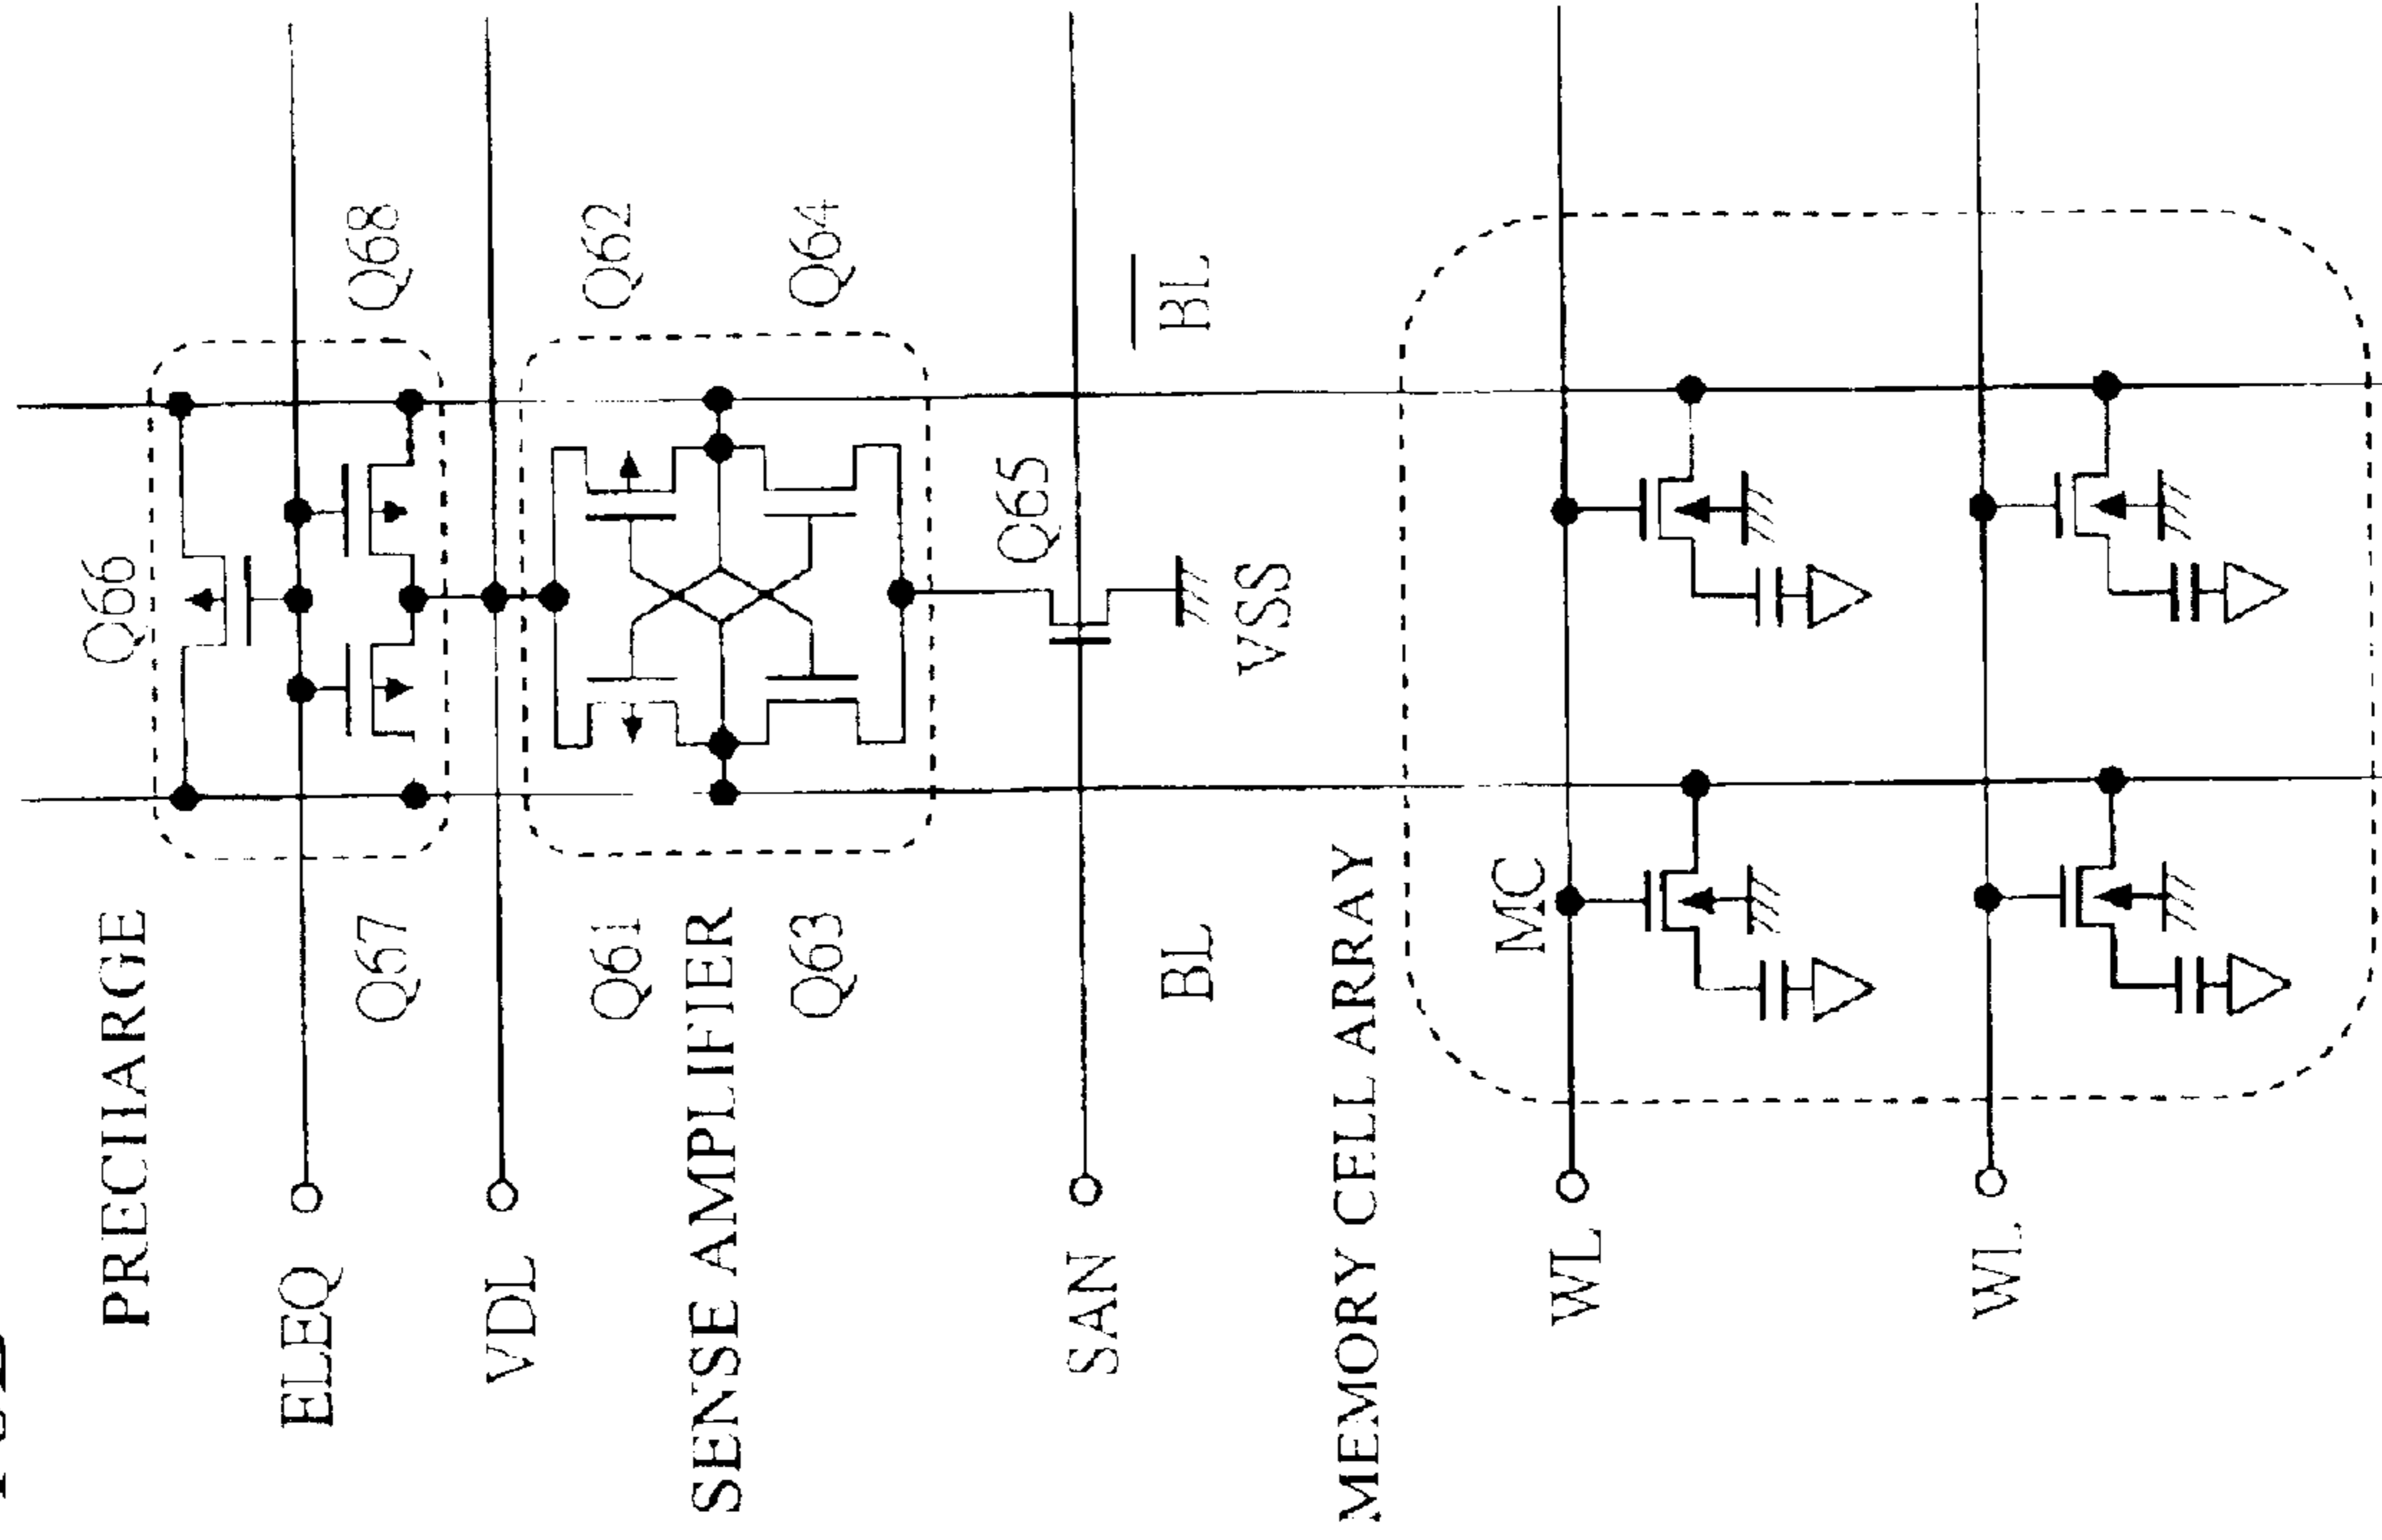 PRECHARGE
Q66
ELEQ
Q67
Q68
VDL
Q61
Q62
SENSE AMPLIFIER
Q63
Q64
Q65
SAN
BL
BL
VSS
MEMORY CELL ARRAY
MC
WL
WL